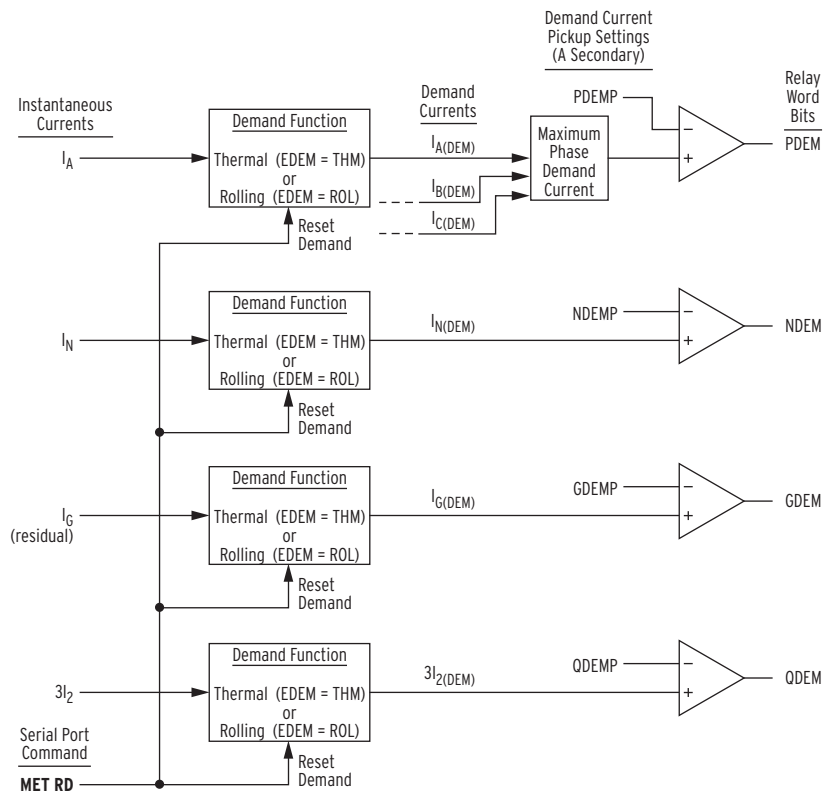 Demand Current
Pickup Settings
(A Secondary)
Relay
Word
Bits
Instantaneous
Currents
Demand
Currents
Demand Function
Thermal (EDEM = THM)
or
Rolling (EDEM = ROL)
Reset
Demand
I_A
I_A(DEM)
I_B(DEM)
I_C(DEM)
Maximum
Phase
Demand
Current
PDEMP
−
+
PDEM
Demand Function
Thermal (EDEM = THM)
or
Rolling (EDEM = ROL)
Reset
Demand
I_N
I_N(DEM)
NDEMP
−
+
NDEM
Demand Function
Thermal (EDEM = THM)
or
Rolling (EDEM = ROL)
Reset
Demand
I_G
(residual)
I_G(DEM)
GDEMP
−
+
GDEM
Demand Function
Thermal (EDEM = THM)
or
Rolling (EDEM = ROL)
Reset
Demand
3I_2
3I_2(DEM)
QDEMP
−
+
QDEM
Serial Port
Command
MET RD